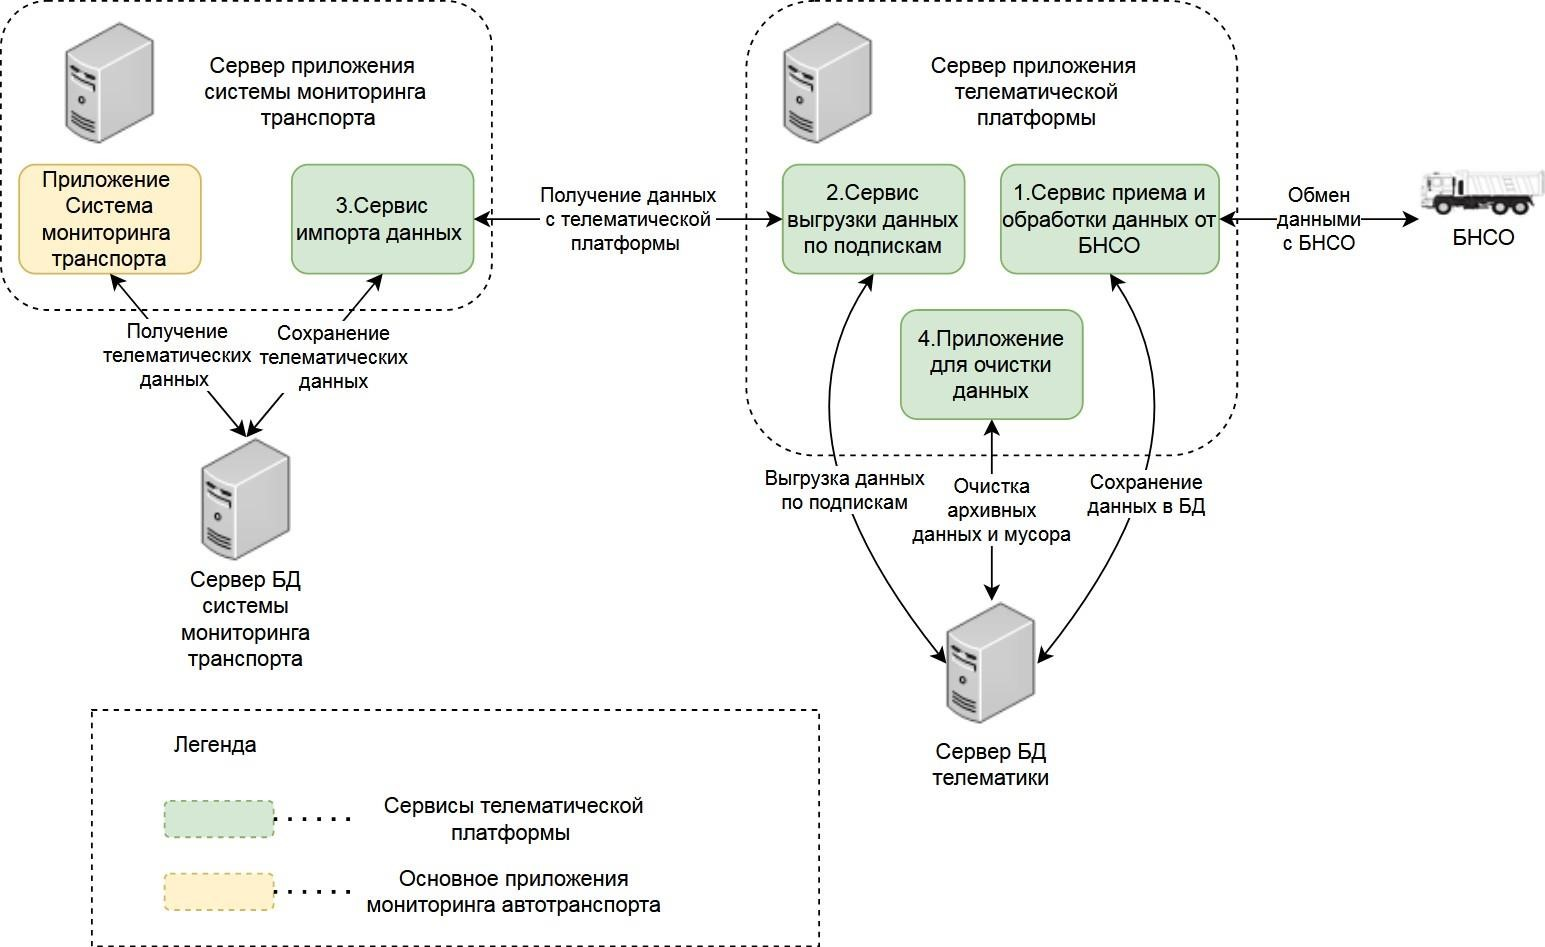 Сервер приложения
системы мониторинга
транспорта
Приложение
Система
мониторинга
транспорта
3.Сервис
импорта данных
Получение данных
с телематической
платформы
Сервер приложения
телематической
платформы
2.Сервис
выгрузки данных
по подпискам
1.Сервис приема и
обработки данных от
БНСО
Обмен
данными
с БНСО
БНСО
4.Приложение
для очистки
данных
Получение
телематических
данных
Сохранение
телематических
данных
Выгрузка данных
по подпискам
Очистка
архивных
данных и мусора
Сохранение
данных в БД
Сервер БД
системы
мониторинга
транспорта
Сервер БД
телематики
Легенда
Сервисы телематической
платформы
Основное приложения
мониторинга автотранспорта